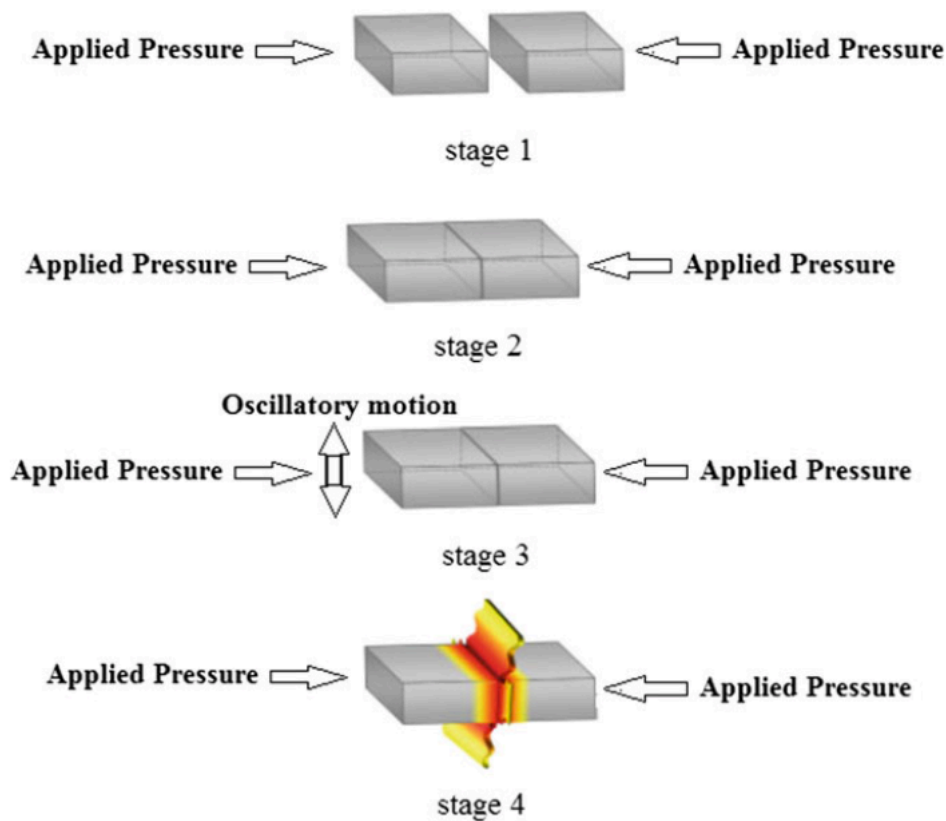 Applied Pressure
Applied Pressure
stage 1
Applied Pressure
Applied Pressure
stage 2
Oscillatory motion
Applied Pressure
Applied Pressure
stage 3
Applied Pressure
Applied Pressure
stage 4